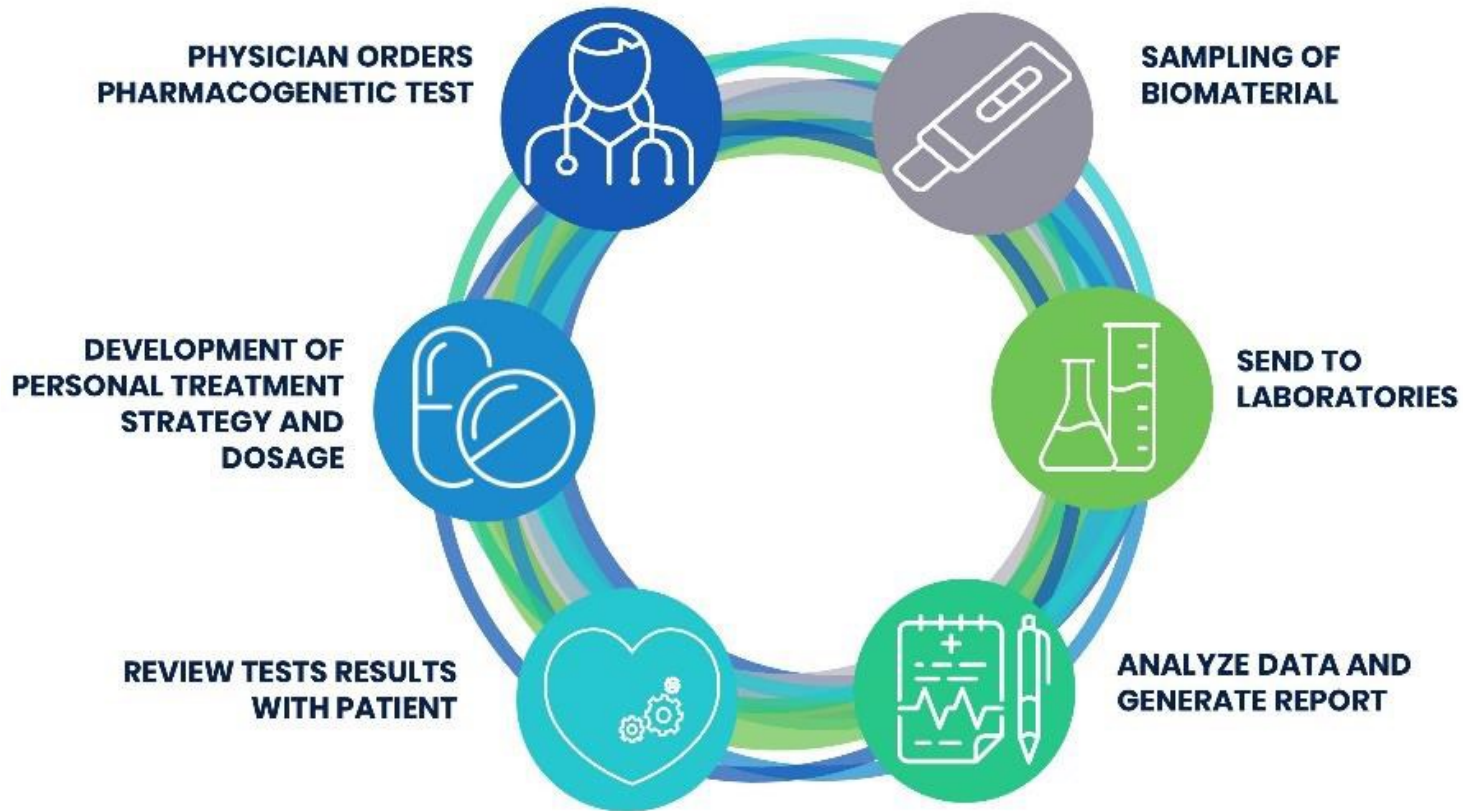 PHYSICIAN ORDERS
PHARMACOGENETIC TEST
SAMPLING OF
BIOMATERIAL
SEND TO
LABORATORIES
ANALYZE DATA AND
GENERATE REPORT
REVIEW TESTS RESULTS
WITH PATIENT
DEVELOPMENT OF
PERSONAL TREATMENT
STRATEGY AND
DOSAGE